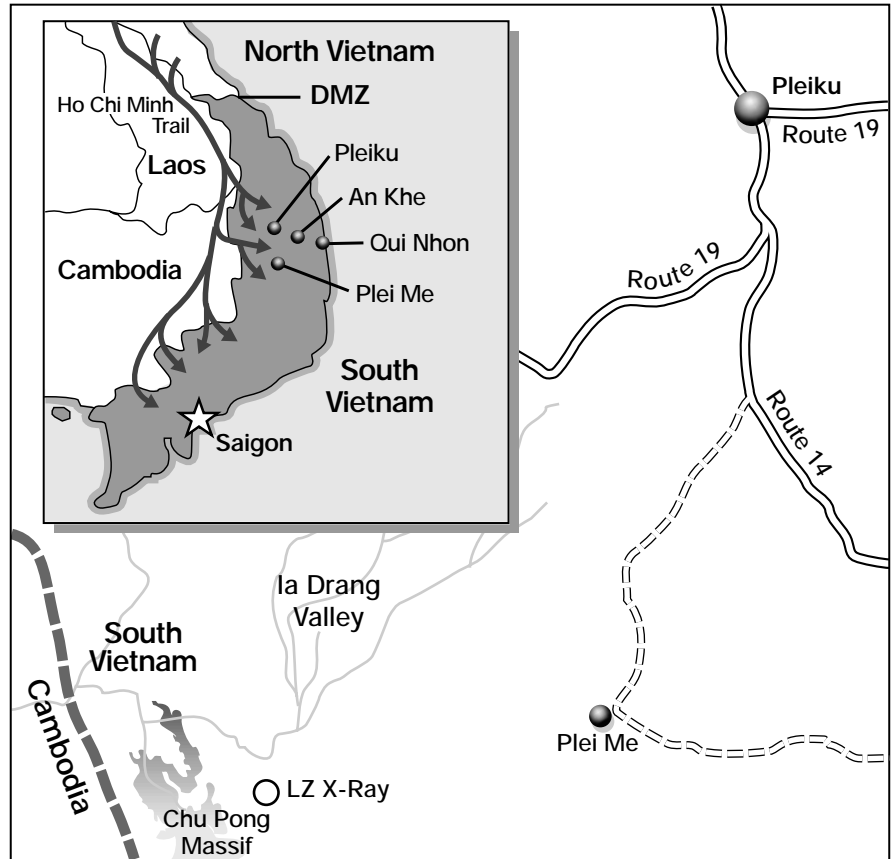 North Vietnam
DMZ
Ho Chi Minh
Trail
Laos
Pleiku
An Khe
Qui Nhon
Cambodia
Plei Me
South
Vietnam
Saigon
Pleiku
Route 19
Route 19
Route 14
Ia Drang
Valley
South
Vietnam
Cambodia
Plei Me
LZ X-Ray
Chu Pong
Massif